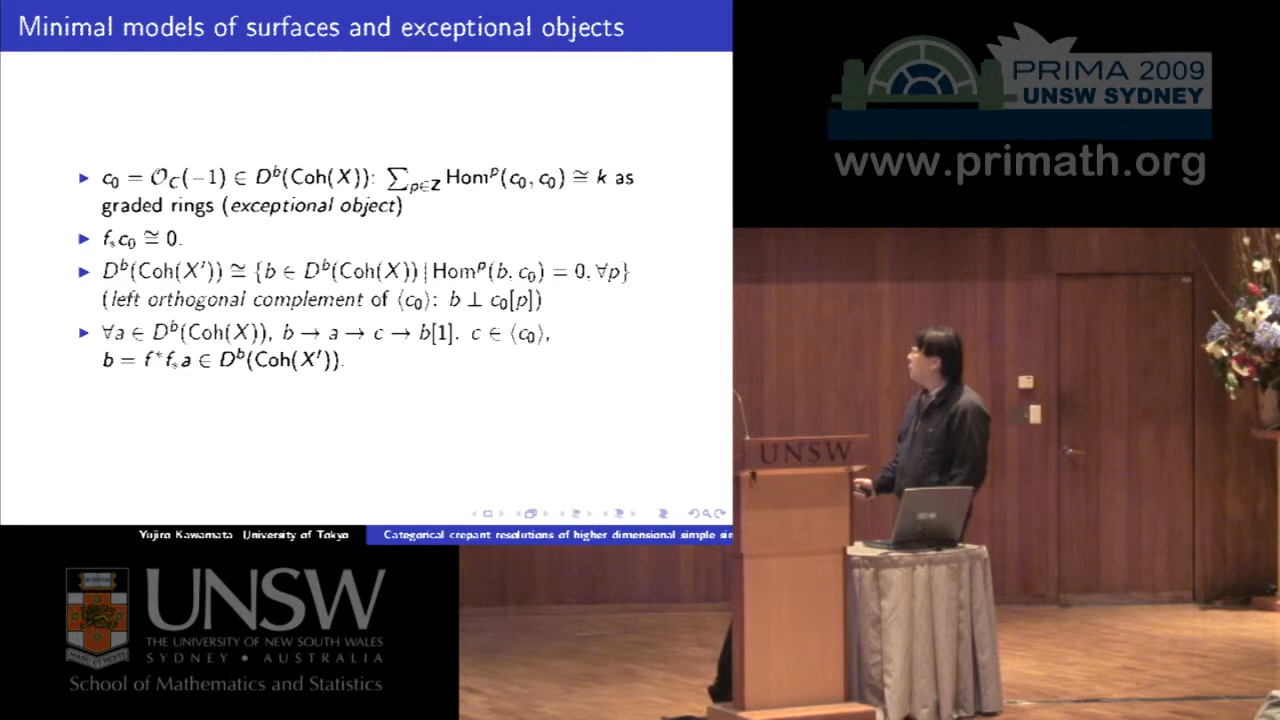 Minimal models of surfaces and exceptional objects
▶ c₀ = 𝒪_C(−1) ∈ D^b(Coh(X)): ∑_{p∈Z} Hom^p(c₀, c₀) ≅ k as
graded rings (exceptional object)
▶ f_*c₀ ≅ 0.
▶ D^b(Coh(X′)) ≅ {b ∈ D^b(Coh(X)) | Hom^p(b, c₀) = 0, ∀p}
(left orthogonal complement of ⟨c₀⟩: b ⊥ c₀[p])
▶ ∀a ∈ D^b(Coh(X)), b → a → c → b[1]. c ∈ ⟨c₀⟩,
b = f^*f_*a ∈ D^b(Coh(X′)).
Yujiro Kawamata University of Tokyo
Categorical crepant resolutions of higher dimensional simple sin
PRIMA 2009
UNSW SYDNEY
www.primath.org
UNSW
UNSW
THE UNIVERSITY OF NEW SOUTH WALES
SYDNEY • AUSTRALIA
School of Mathematics and Statistics